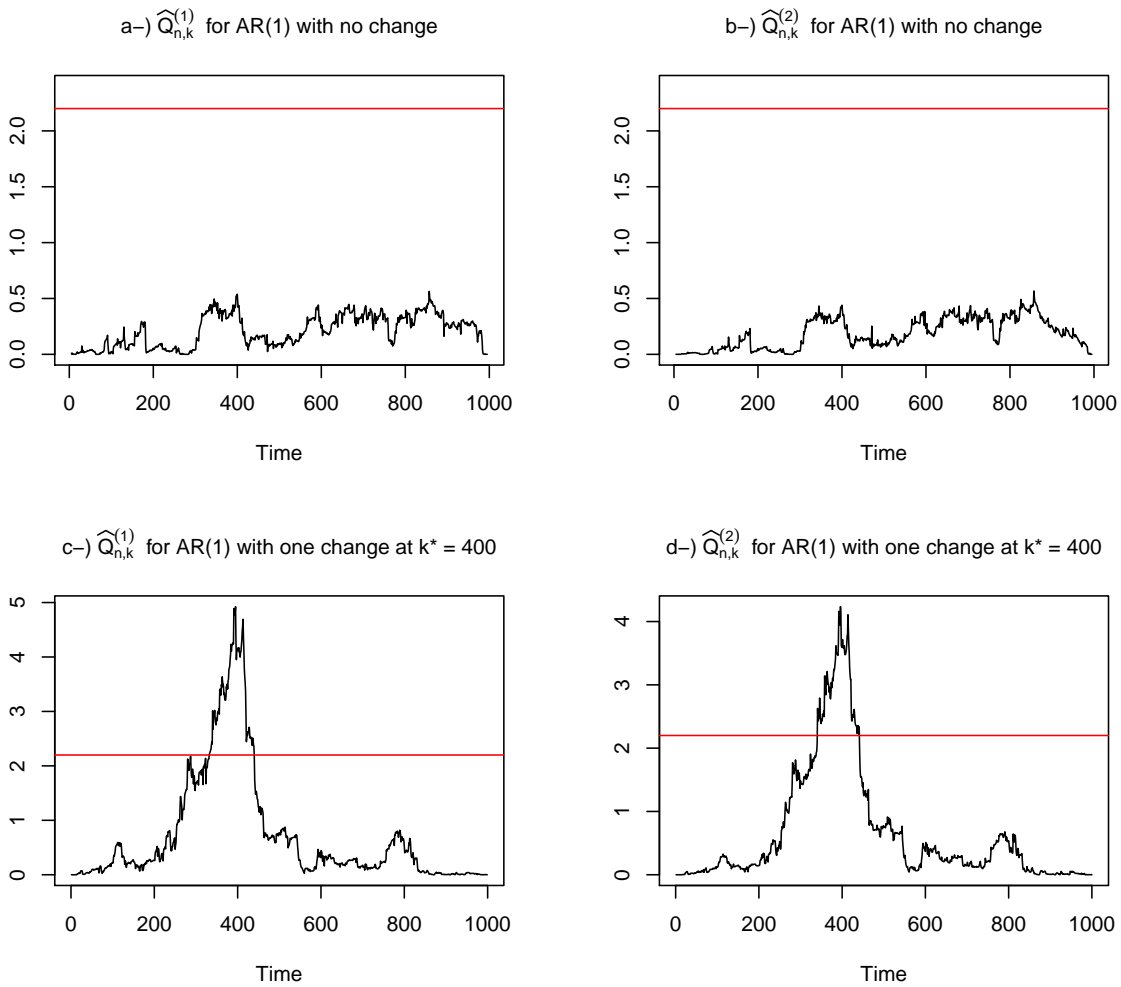 a–) Q̂n,k(1) for AR(1) with no change
2.0
1.5
1.0
0.5
0.0
0 200 400 600 800 1000
Time
b–) Q̂n,k(2) for AR(1) with no change
2.0
1.5
1.0
0.5
0.0
0 200 400 600 800 1000
Time
c–) Q̂n,k(1) for AR(1) with one change at k* = 400
5
4
3
2
1
0
0 200 400 600 800 1000
Time
d–) Q̂n,k(2) for AR(1) with one change at k* = 400
4
3
2
1
0
0 200 400 600 800 1000
Time